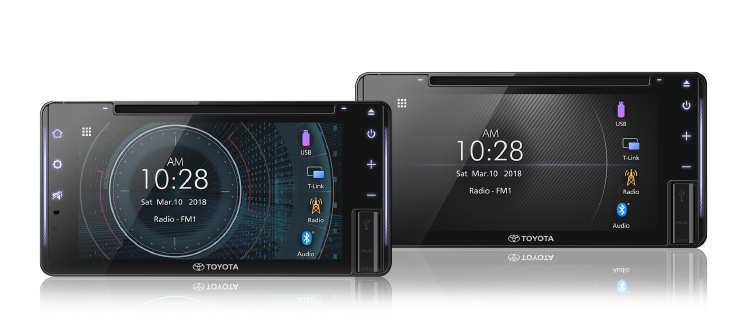 AM
10:28
Sat Mar.10 2018
Radio - FM1
USB
T-Link
Radio
Audio
TOYOTA
AM
10:28
Sat Mar.10 2018
Radio - FM1
USB
T-Link
Radio
Audio
TOYOTA